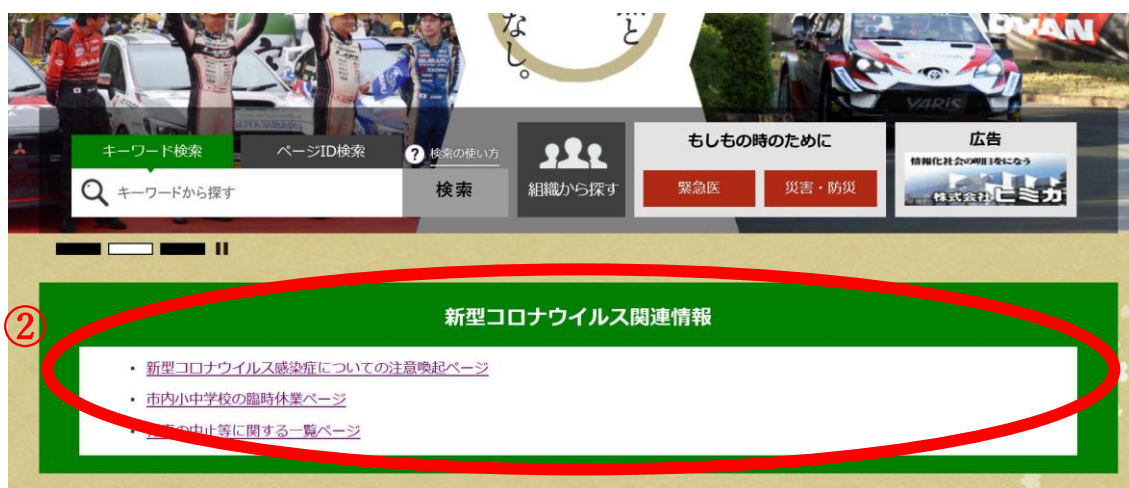 なし。
と
ADVAN
YARIS
SUBARU
キーワード検索
ページID検索
? 検索の使い方
キーワードから探す
検索
組織から探す
もしもの時のために
緊急医
災害・防災
広告
情報化社会の明日をになう
株式会社ヒミカ
②
新型コロナウイルス関連情報
・ 新型コロナウイルス感染症についての注意喚起ページ
・ 市内小中学校の臨時休業ページ
・ の中止等に関する一覧ページ